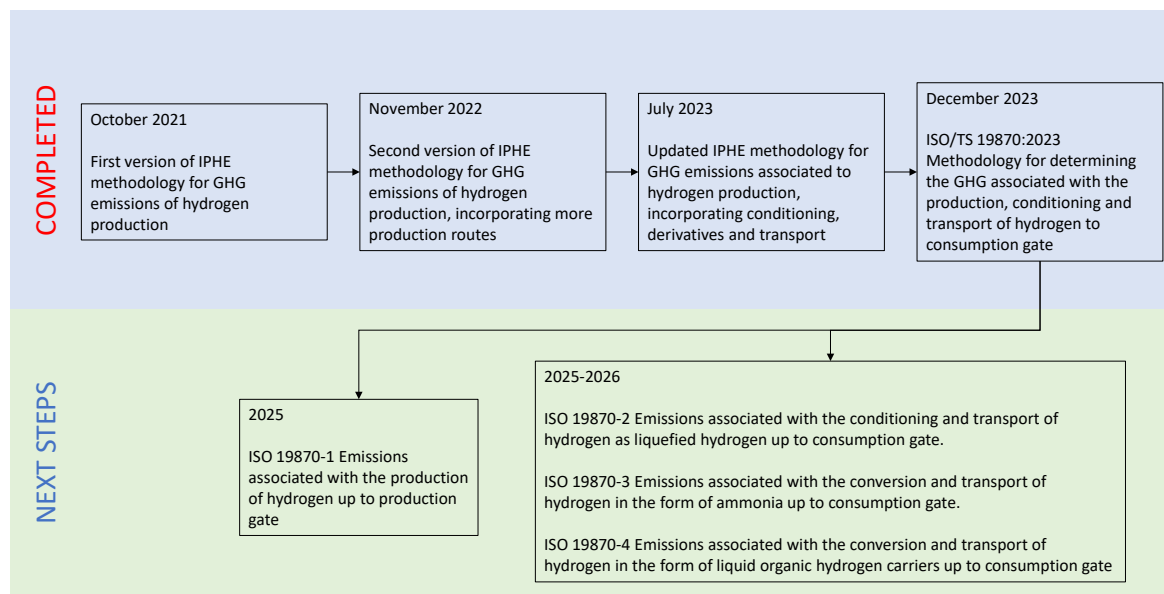 COMPLETED
October 2021
First version of IPHE
methodology for GHG
emissions of hydrogen
production
November 2022
Second version of IPHE
methodology for GHG
emissions of hydrogen
production, incorporating more
production routes
July 2023
Updated IPHE methodology for
GHG emissions associated to
hydrogen production,
incorporating conditioning,
derivatives and transport
December 2023
ISO/TS 19870:2023
Methodology for determining
the GHG associated with the
production, conditioning and
transport of hydrogen to
consumption gate
NEXT STEPS
2025
ISO 19870-1 Emissions
associated with the production
of hydrogen up to production
gate
2025-2026
ISO 19870-2 Emissions associated with the conditioning and transport of
hydrogen as liquefied hydrogen up to consumption gate.
ISO 19870-3 Emissions associated with the conversion and transport of
hydrogen in the form of ammonia up to consumption gate.
ISO 19870-4 Emissions associated with the conversion and transport of
hydrogen in the form of liquid organic hydrogen carriers up to consumption gate